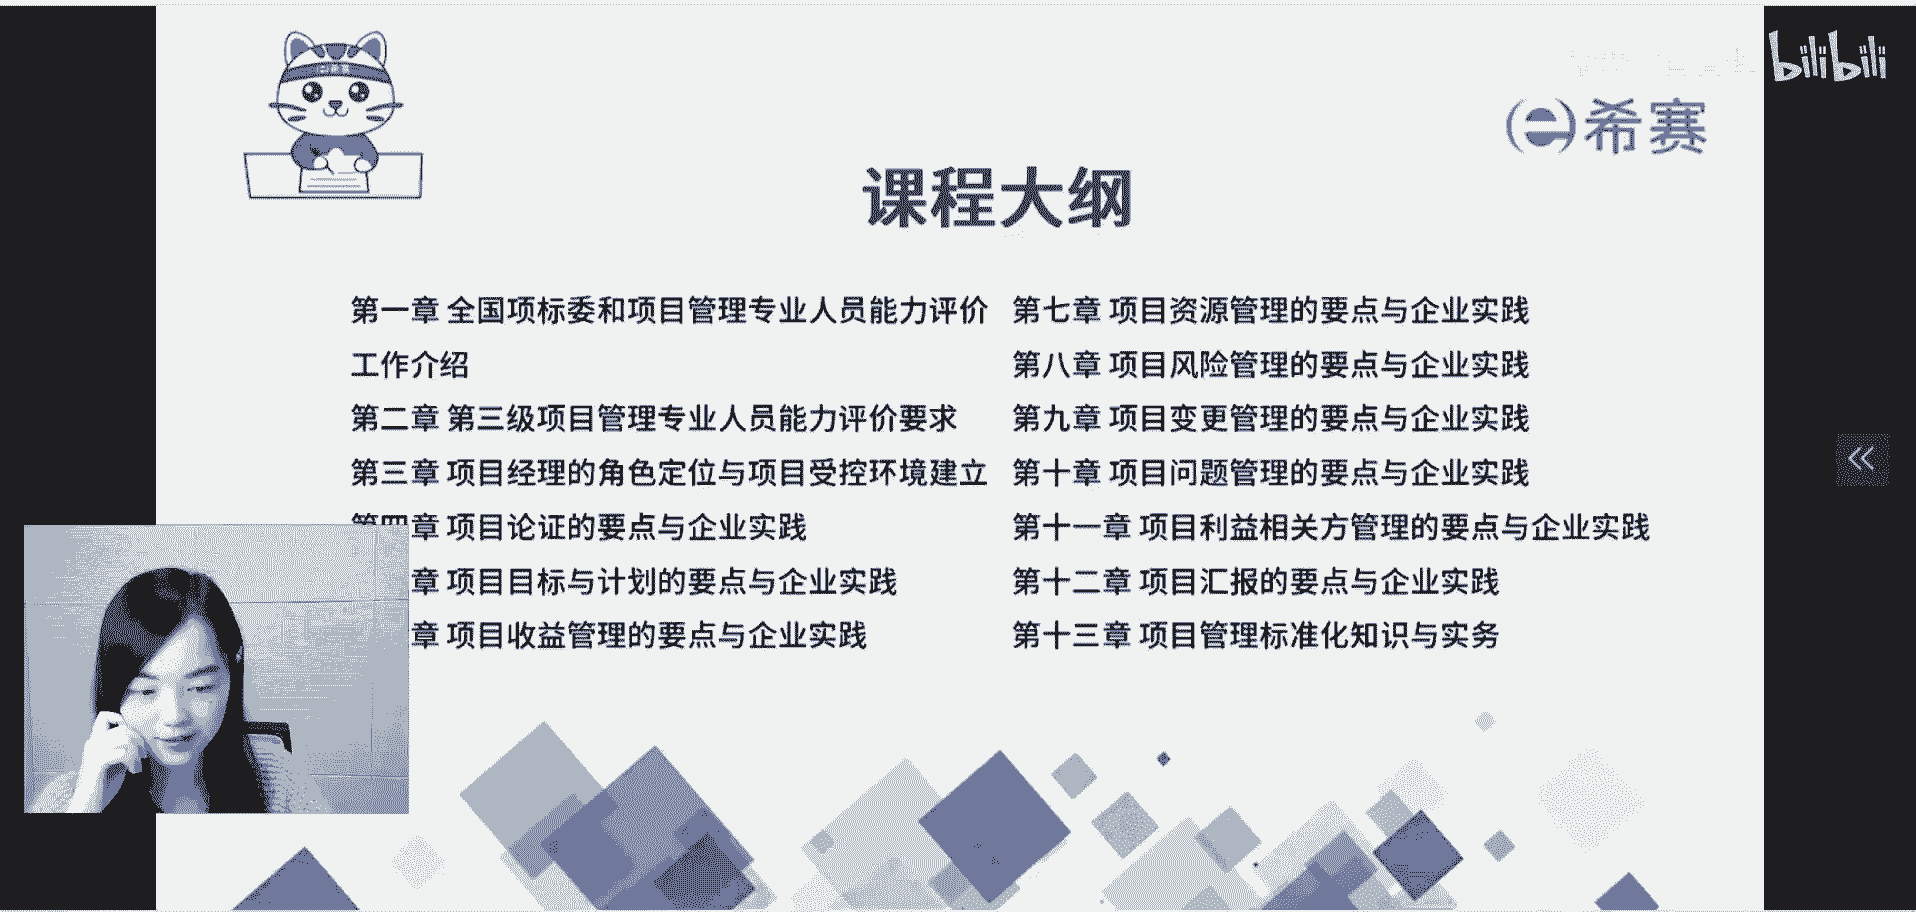 bilibili
希赛
课程大纲
第一章 全国项标委和项目管理专业人员能力评价
工作介绍
第二章 第三级项目管理专业人员能力评价要求
第三章 项目经理的角色定位与项目受控环境建立
第四章 项目论证的要点与企业实践
章 项目目标与计划的要点与企业实践
章 项目收益管理的要点与企业实践
第七章 项目资源管理的要点与企业实践
第八章 项目风险管理的要点与企业实践
第九章 项目变更管理的要点与企业实践
第十章 项目问题管理的要点与企业实践
第十一章 项目利益相关方管理的要点与企业实践
第十二章 项目汇报的要点与企业实践
第十三章 项目管理标准化知识与实务